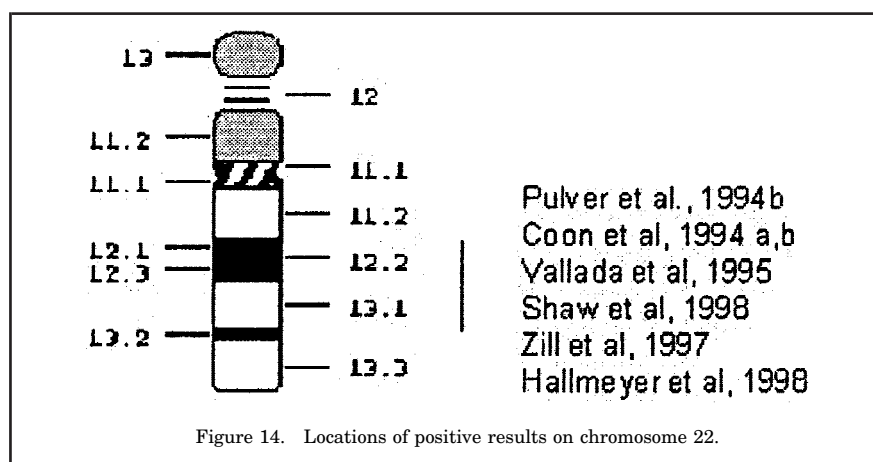 13
12
11.2
11.1
11.1
11.2
12.1
12.3
12.2
13.1
13.2
13.3
Pulver et al., 1994b
Coon et al, 1994 a,b
Vallada et al, 1995
Shaw et al, 1998
Zill et al, 1997
Hallmeyer et al, 1998
Figure 14. Locations of positive results on chromosome 22.